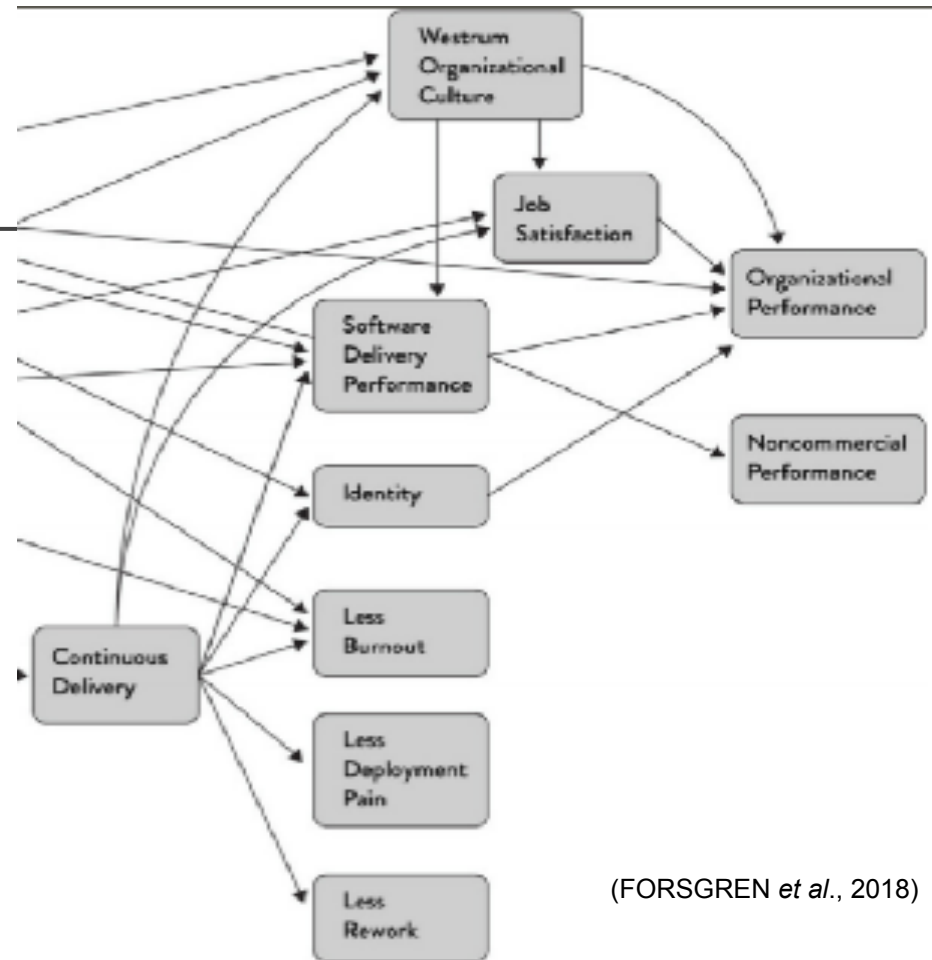 Westrum
Organizational
Culture
Job
Satisfaction
Organizational
Performance
Software
Delivery
Performance
Noncommercial
Performance
Identity
Less
Burnout
Continuous
Delivery
Less
Deployment
Pain
Less
Rework
(FORSGREN et al., 2018)